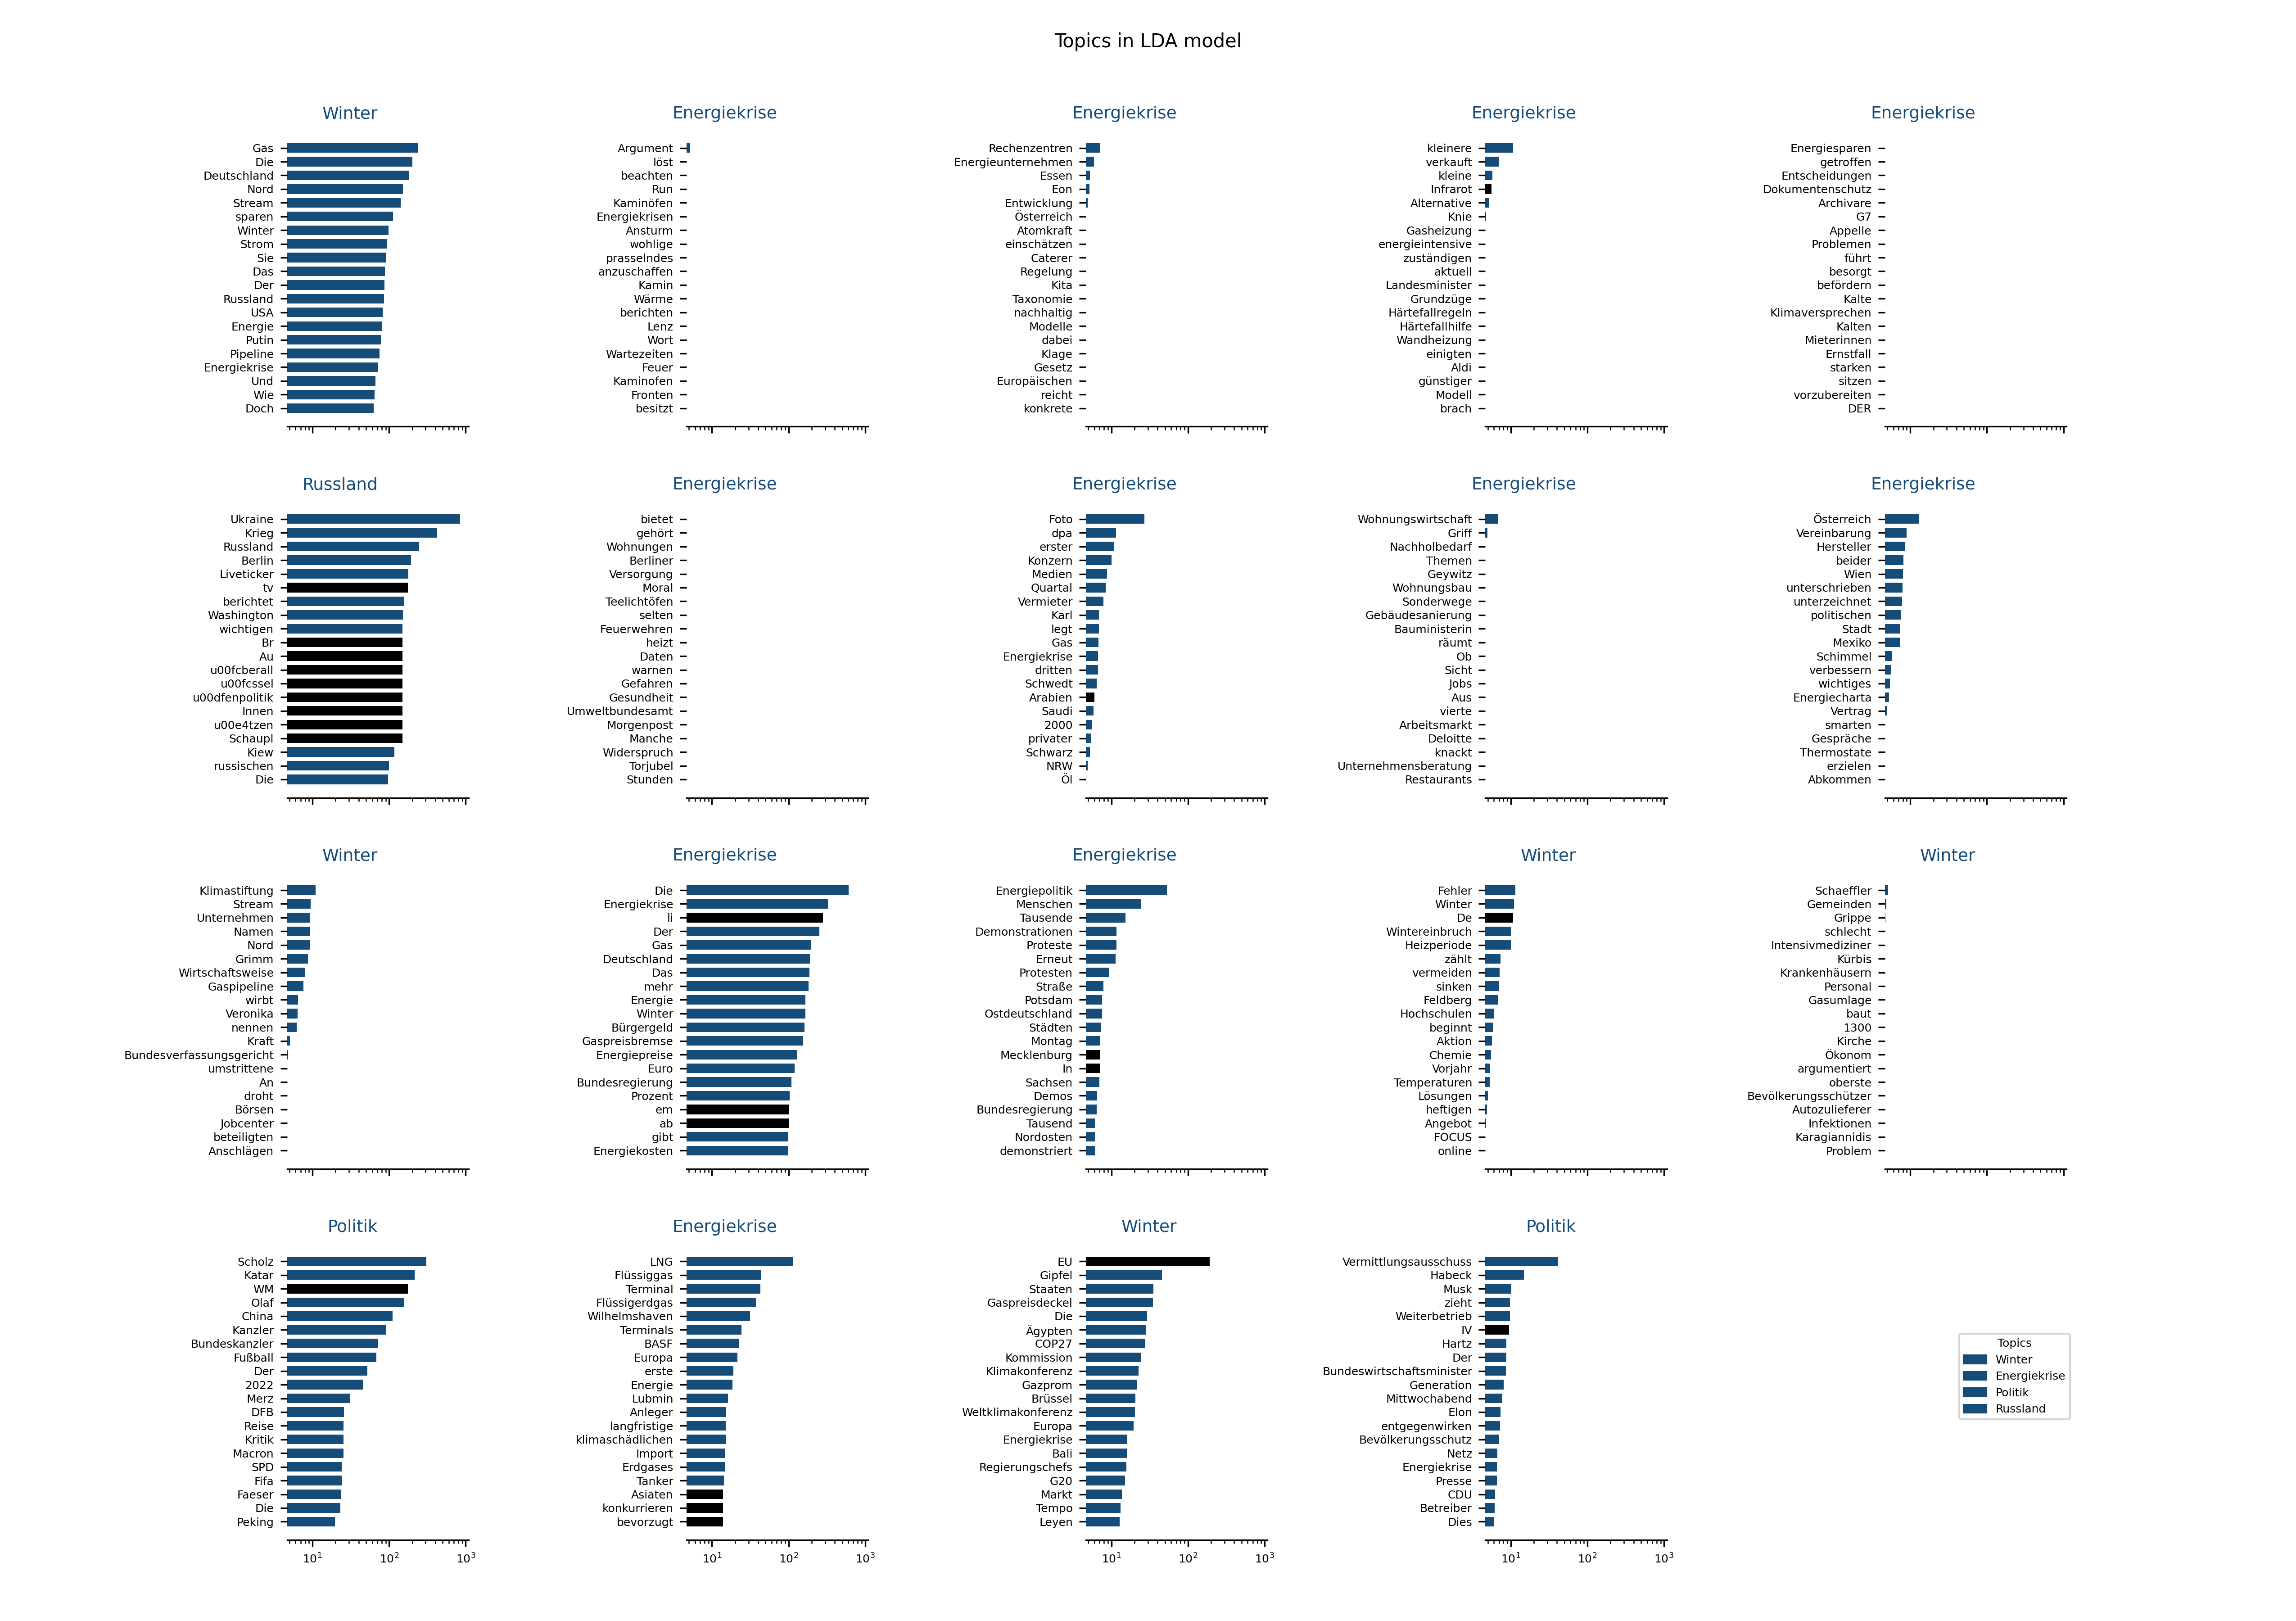 Topics in LDA model
Winter
Gas
Die
Deutschland
Nord
Stream
sparen
Winter
Strom
Sie
Das
Der
Russland
USA
Energie
Putin
Pipeline
Energiekrise
Und
Wie
Doch
Energiekrise
Argument
löst
beachten
Run
Kaminöfen
Energiekrisen
Ansturm
wohlige
prasselndes
anzuschaffen
Kamin
Wärme
berichten
Lenz
Wort
Wartezeiten
Feuer
Kaminofen
Fronten
besitzt
Energiekrise
Rechenzentren
Energieunternehmen
Essen
Eon
Entwicklung
Österreich
Atomkraft
einschätzen
Caterer
Regelung
Kita
Taxonomie
nachhaltig
Modelle
dabei
Klage
Gesetz
Europäischen
reicht
konkrete
Energiekrise
kleinere
verkauft
kleine
Infrarot
Alternative
Knie
Gasheizung
energieintensive
zuständigen
aktuell
Landesminister
Grundzüge
Härtefallregeln
Härtefallhilfe
Wandheizung
einigten
Aldi
günstiger
Modell
brach
Energiekrise
Energiesparen
getroffen
Entscheidungen
Dokumentenschutz
Archivare
G7
Appelle
Problemen
führt
besorgt
befördern
Kalte
Klimaversprechen
Kalten
Mieterinnen
Ernstfall
starken
sitzen
vorzubereiten
DER
Russland
Ukraine
Krieg
Russland
Berlin
Liveticker
tv
berichtet
Washington
wichtigen
Br
Au
u00fcberall
u00fcssel
u00dfenpolitik
Innen
u00e4tzen
Schaupl
Kiew
russischen
Die
Energiekrise
bietet
gehört
Wohnungen
Berliner
Versorgung
Moral
Teelichtöfen
selten
Feuerwehren
heizt
Daten
warnen
Gefahren
Gesundheit
Umweltbundesamt
Morgenpost
Manche
Widerspruch
Torjubel
Stunden
Energiekrise
Foto
dpa
erster
Konzern
Medien
Quartal
Vermieter
Karl
legt
Gas
Energiekrise
dritten
Schwedt
Arabien
Saudi
2000
privater
Schwarz
NRW
Öl
Energiekrise
Wohnungswirtschaft
Griff
Nachholbedarf
Themen
Geywitz
Wohnungsbau
Sonderwege
Gebäudesanierung
Bauministerin
räumt
Ob
Sicht
Jobs
Aus
vierte
Arbeitsmarkt
Deloitte
knackt
Unternehmensberatung
Restaurants
Energiekrise
Österreich
Vereinbarung
Hersteller
beider
Wien
unterschrieben
unterzeichnet
politischen
Stadt
Mexiko
Schimmel
verbessern
wichtiges
Energiecharta
Vertrag
smarten
Gespräche
Thermostate
erzielen
Abkommen
Winter
Klimastiftung
Stream
Unternehmen
Namen
Nord
Grimm
Wirtschaftsweise
Gaspipeline
wirbt
Veronika
nennen
Kraft
Bundesverfassungsgericht
umstrittene
An
droht
Börsen
Jobcenter
beteiligten
Anschlägen
Energiekrise
Die
Energiekrise
li
Der
Gas
Deutschland
Das
mehr
Energie
Winter
Bürgergeld
Gaspreisbremse
Energiepreise
Euro
Bundesregierung
Prozent
em
ab
gibt
Energiekosten
Energiekrise
Energiepolitik
Menschen
Tausende
Demonstrationen
Proteste
Erneut
Protesten
Straße
Potsdam
Ostdeutschland
Städten
Montag
Mecklenburg
In
Sachsen
Demos
Bundesregierung
Tausend
Nordosten
demonstriert
Winter
Fehler
Winter
De
Wintereinbruch
Heizperiode
zählt
vermeiden
sinken
Feldberg
Hochschulen
beginnt
Aktion
Chemie
Vorjahr
Temperaturen
Lösungen
heftigen
Angebot
FOCUS
online
Winter
Schaeffler
Gemeinden
Grippe
schlecht
Intensivmediziner
Kürbis
Krankenhäusern
Personal
Gasumlage
baut
1300
Kirche
Ökonom
argumentiert
oberste
Bevölkerungsschützer
Autozulieferer
Infektionen
Karagiannidis
Problem
Politik
Scholz
Katar
WM
Olaf
China
Kanzler
Bundeskanzler
Fußball
Der
2022
Merz
DFB
Reise
Kritik
Macron
SPD
Fifa
Faeser
Die
Peking
10¹ 10² 10³
Energiekrise
LNG
Flüssiggas
Terminal
Flüssigerdgas
Wilhelmshaven
Terminals
BASF
Europa
erste
Energie
Lubmin
Anleger
langfristige
klimaschädlichen
Import
Erdgases
Tanker
Asiaten
konkurrieren
bevorzugt
10¹ 10² 10³
Winter
EU
Gipfel
Staaten
Gaspreisdeckel
Die
Ägypten
COP27
Kommission
Klimakonferenz
Gazprom
Brüssel
Weltklimakonferenz
Europa
Energiekrise
Bali
Regierungschefs
G20
Markt
Tempo
Leyen
10¹ 10² 10³
Politik
Vermittlungsausschuss
Habeck
Musk
zieht
Weiterbetrieb
IV
Hartz
Der
Bundeswirtschaftsminister
Generation
Mittwochabend
Elon
entgegenwirken
Bevölkerungsschutz
Netz
Energiekrise
Presse
CDU
Betreiber
Dies
10¹ 10² 10³
Topics
Winter
Energiekrise
Politik
Russland